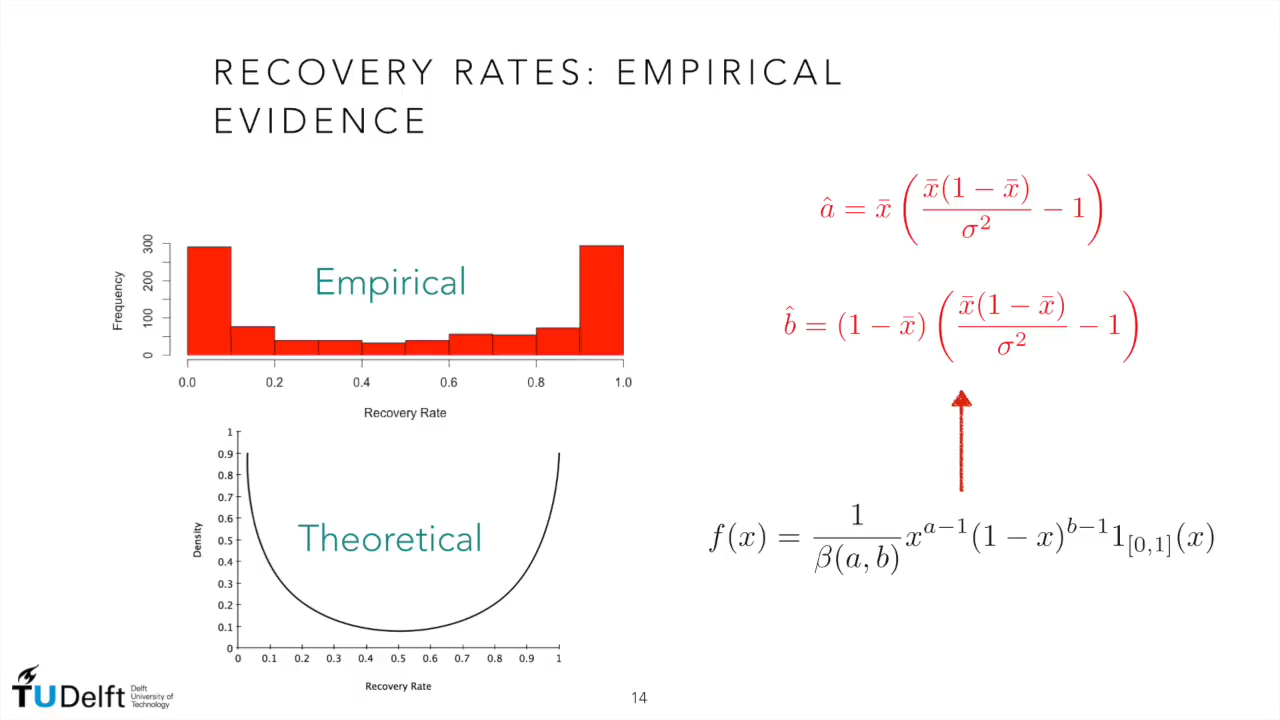 RECOVERY RATES: EMPIRICAL
EVIDENCE
Empirical
Frequency
300
200
100
0
0.0 0.2 0.4 0.6 0.8 1.0
Recovery Rate
Theoretical
Density
1
0.9
0.8
0.7
0.6
0.5
0.4
0.3
0.2
0.1
0
0 0.1 0.2 0.3 0.4 0.5 0.6 0.7 0.8 0.9 1
Recovery Rate
â = x̄ ( x̄(1 − x̄) / σ² − 1 )
b̂ = (1 − x̄) ( x̄(1 − x̄) / σ² − 1 )
f(x) = 1 / β(a, b) x^{a−1}(1 − x)^{b−1}1_{[0,1]}(x)
TUDelft
Delft
University of
Technology
14